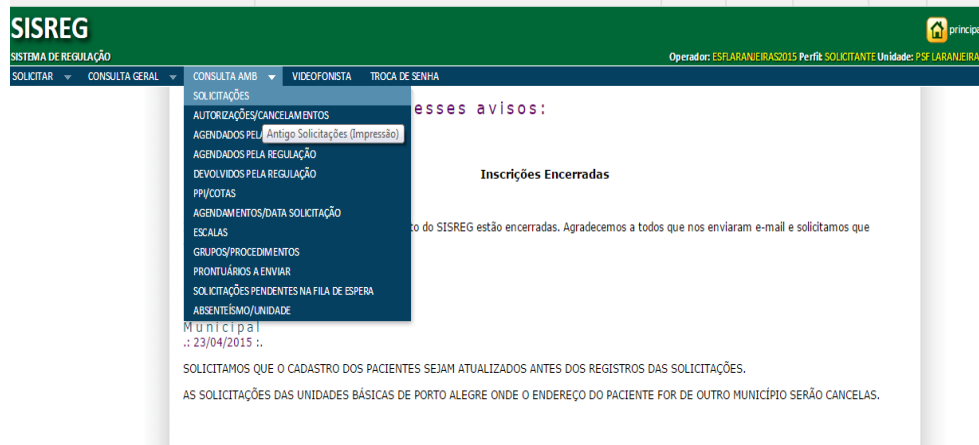 SISREG
principa
SISTEMA DE REGULAÇÃO
Operador: ESFLARANJEIRAS2015 Perfil: SOLICITANTE Unidade: PSF LARANJEIRA
SOLICITAR CONSULTA GERAL CONSULTA AMB VIDEOFONISTA TROCA DE SENHA
SOLICITAÇÕES
esses avisos:
AUTORIZAÇÕES/CANCELAMENTOS
AGENDADOS PEL
Antigo Solicitações (Impressão)
AGENDADOS PELA REGULAÇÃO
DEVOLVIDOS PELA REGULAÇÃO
Inscrições Encerradas
PPI/COTAS
AGENDAMENTOS/DATA SOLICITAÇÃO
to do SISREG estão encerradas. Agradecemos a todos que nos enviaram e-mail e solicitamos que
ESCALAS
GRUPOS/PROCEDIMENTOS
PRONTUÁRIOS A ENVIAR
SOLICITAÇÕES PENDENTES NA FILA DE ESPERA
ABSENTEÍSMO/UNIDADE
Municipal
.: 23/04/2015 :.
SOLICITAMOS QUE O CADASTRO DOS PACIENTES SEJAM ATUALIZADOS ANTES DOS REGISTROS DAS SOLICITAÇÕES.
AS SOLICITAÇÕES DAS UNIDADES BÁSICAS DE PORTO ALEGRE ONDE O ENDEREÇO DO PACIENTE FOR DE OUTRO MUNICÍPIO SERÃO CANCELAS.